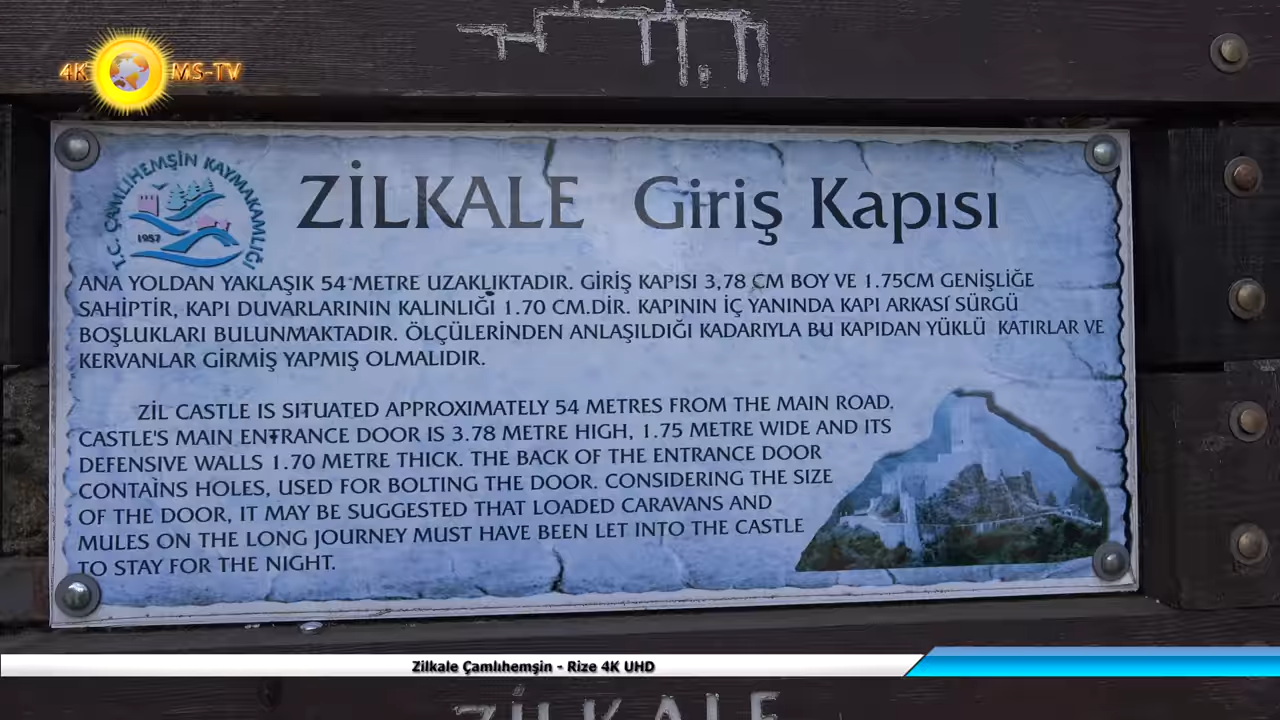 4K MS-TV
T.C. ÇAMLIHEMŞİN KAYMAKAMLIĞI
1957
ZİLKALE Giriş Kapısı
ANA YOLDAN YAKLAŞIK 54 METRE UZAKLIKTADIR. GİRİŞ KAPISI 3,78 CM BOY VE 1.75CM GENİŞLİĞE
SAHİPTİR, KAPI DUVARLARININ KALINLIĞI 1.70 CM.DİR. KAPININ İÇ YANINDA KAPI ARKASI SÜRGÜ
BOŞLUKLARI BULUNMAKTADIR. ÖLÇÜLERİNDEN ANLAŞILDIĞI KADARIYLA BU KAPIDAN YÜKLÜ KATIRLAR VE
KERVANLAR GİRMİŞ YAPMIŞ OLMALIDIR.
ZİL CASTLE IS SITUATED APPROXIMATELY 54 METRES FROM THE MAIN ROAD.
CASTLE'S MAIN ENTRANCE DOOR IS 3.78 METRE HIGH, 1.75 METRE WIDE AND ITS
DEFENSIVE WALLS 1.70 METRE THICK. THE BACK OF THE ENTRANCE DOOR
CONTAINS HOLES, USED FOR BOLTING THE DOOR. CONSIDERING THE SIZE
OF THE DOOR, IT MAY BE SUGGESTED THAT LOADED CARAVANS AND
MULES ON THE LONG JOURNEY MUST HAVE BEEN LET INTO THE CASTLE
TO STAY FOR THE NIGHT.
Zilkale Çamlıhemşin - Rize 4K UHD
ZİLKALE